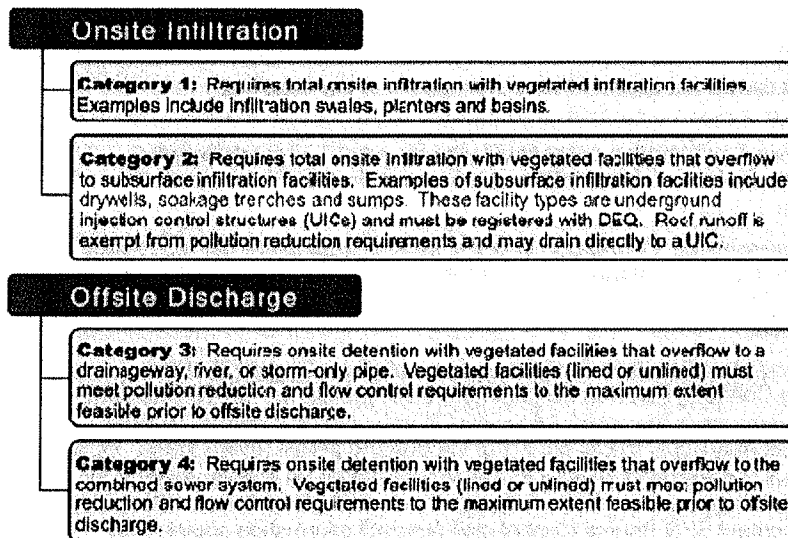 Onsite Infiltration
Category 1: Requires total onsite infiltration with vegetated infiltration facilities.
Examples include infiltration swales, planters and basins.
Category 2: Requires total onsite infiltration with vegetated facilities that overflow
to subsurface infiltration facilities. Examples of subsurface infiltration facilities include
drywells, soakage trenches and sumps. These facility types are underground
injection control structures (UICs) and must be registered with DEQ. Roof runoff is
exempt from pollution reduction requirements and may drain directly to a UIC.
Offsite Discharge
Category 3: Requires onsite detention with vegetated facilities that overflow to a
drainageway, river, or storm-only pipe. Vegetated facilities (lined or unlined) must
meet pollution reduction and flow control requirements to the maximum extent
feasible prior to offsite discharge.
Category 4: Requires onsite detention with vegetated facilities that overflow to the
combined sewer system. Vegetated facilities (lined or unlined) must meet pollution
reduction and flow control requirements to the maximum extent feasible prior to offsite
discharge.